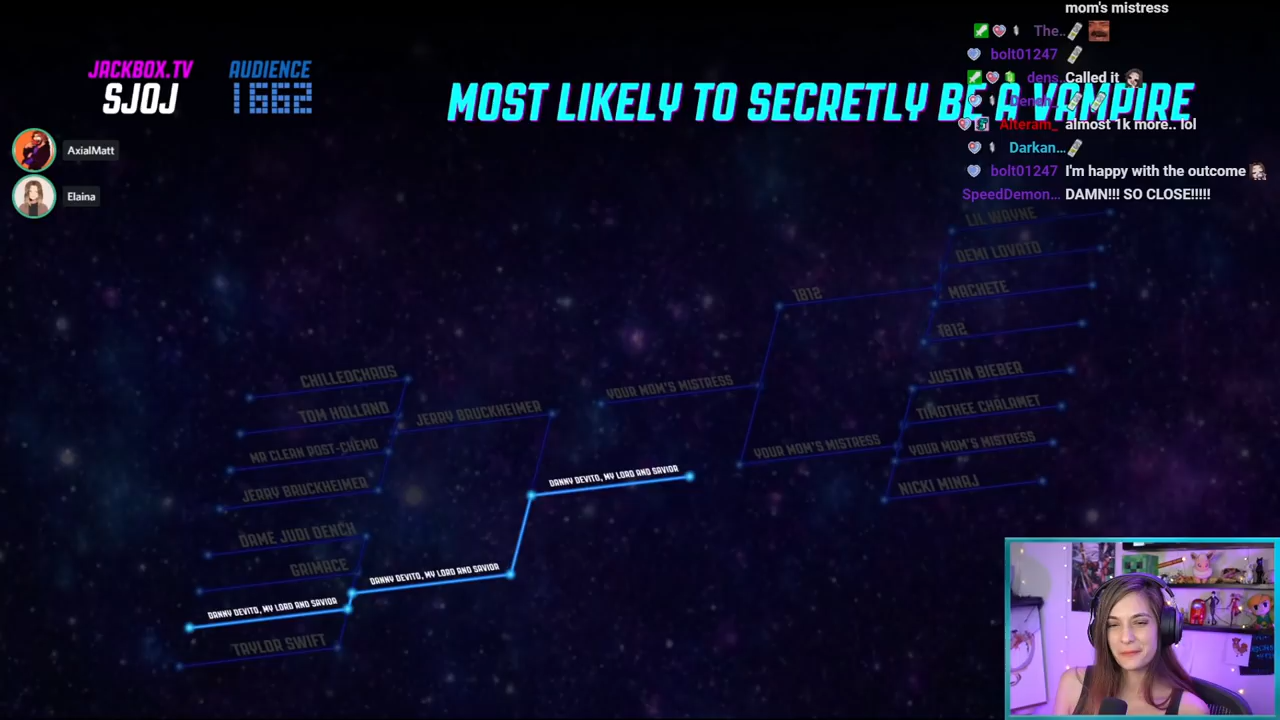 mom's mistress
The..
bolt01247
dens.. Called it
Deneh_
Alteram_ almost 1k more.. lol
Darkan...
bolt01247 I'm happy with the outcome
SpeedDemon... DAMN!!! SO CLOSE!!!!!
JACKBOX.TV
SJOJ
AUDIENCE
1662
MOST LIKELY TO SECRETLY BE A VAMPIRE
AxialMatt
Elaina
LIL WAYNE
DEMI LOVATO
MACHETE
1812
1812
JUSTIN BIEBER
TIMOTHEE CHALAMET
YOUR MOM'S MISTRESS
NICKI MINAJ
YOUR MOM'S MISTRESS
YOUR MOM'S MISTRESS
CHILLEDCHAOS
TOM HOLLAND
MR CLEAN POST-CHEMO
JERRY BRUCKHEIMER
JERRY BRUCKHEIMER
DAME JUDI DENCH
GRIMACE
DANNY DEVITO, MY LORD AND SAVIOR
TAYLOR SWIFT
DANNY DEVITO, MY LORD AND SAVIOR
DANNY DEVITO, MY LORD AND SAVIOR